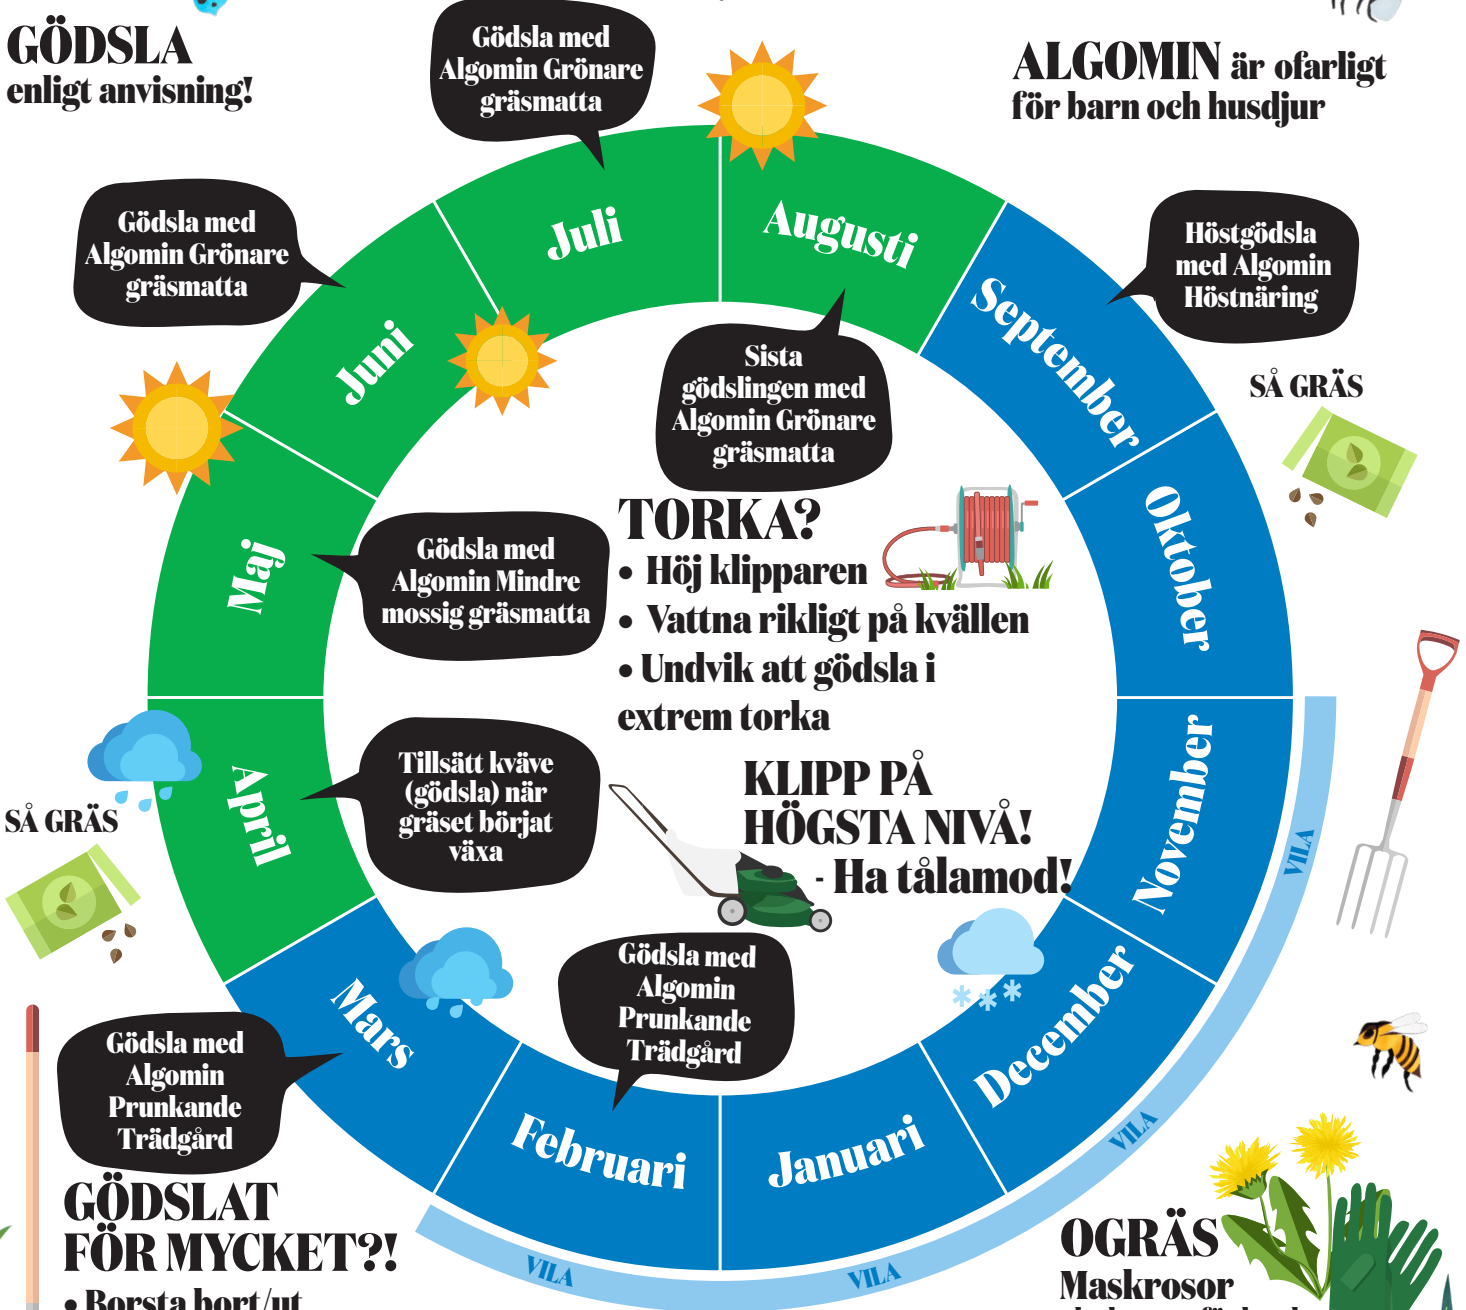 GÖDSLA
enligt anvisning!
Gödsla med
Algomin Grönare
gräsmatta
ALGOMIN är ofarligt
för barn och husdjur
Gödsla med
Algomin Grönare
gräsmatta
Juli
Augusti
Höstgödsla
med Algomin
Höstnäring
Juni
September
SÅ GRÄS
Sista
gödslingen med
Algomin Grönare
gräsmatta
Maj
Gödsla med
Algomin Mindre
mossig gräsmatta
TORKA?
• Höj klipparen
• Vattna rikligt på kvällen
• Undvik att gödsla i
extrem torka
Oktober
April
SÅ GRÄS
Tillsätt kväve
(gödsla) när
gräset börjat
växa
KLIPP PÅ
HÖGSTA NIVÅ!
- Ha tålamod!
November
VILA
Mars
Gödsla med
Algomin
Prunkande
Trädgård
Gödsla med
Algomin
Prunkande
Trädgård
December
VILA
Februari
Januari
VILA
VILA
GÖDSLAT
FÖR MYCKET?!
• Borsta bort/ut
OGRÄS
Maskrosor